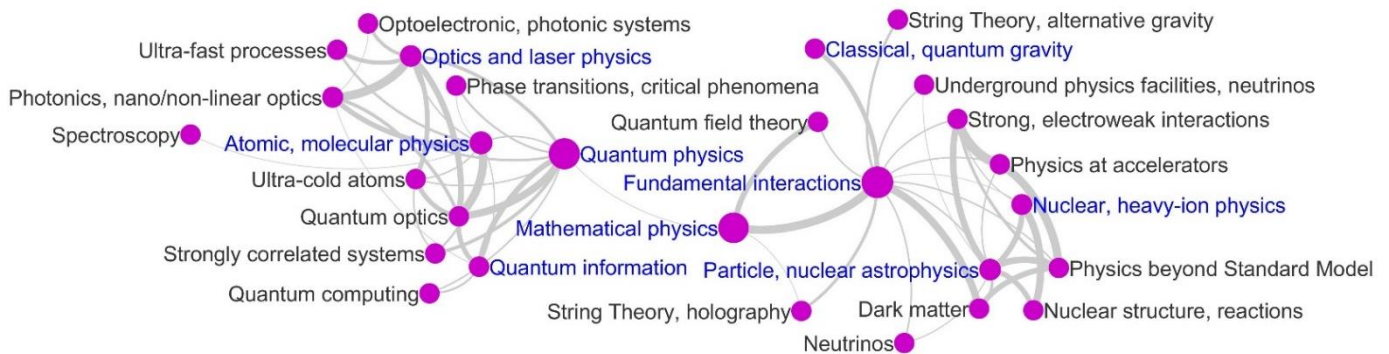 Optoelectronic, photonic systems
Ultra-fast processes
Optics and laser physics
Photonics, nano/non-linear optics
Phase transitions, critical phenomena
Spectroscopy
Atomic, molecular physics
Quantum physics
Ultra-cold atoms
Quantum optics
Strongly correlated systems
Quantum information
Quantum computing
String Theory, alternative gravity
Classical, quantum gravity
Underground physics facilities, neutrinos
Quantum field theory
Strong, electroweak interactions
Physics at accelerators
Fundamental interactions
Nuclear, heavy-ion physics
Mathematical physics
Particle, nuclear astrophysics
Physics beyond Standard Model
String Theory, holography
Dark matter
Nuclear structure, reactions
Neutrinos